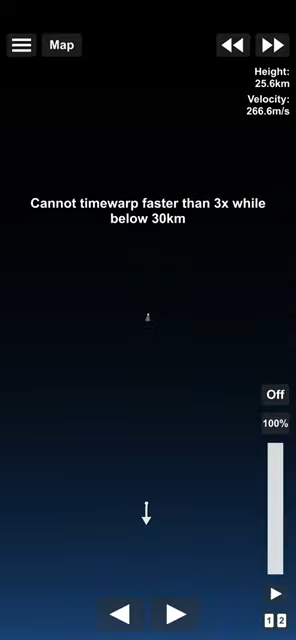 Map
Height:
25.6km
Velocity:
266.6m/s
Cannot timewarp faster than 3x while
below 30km
Off
100%
1 2